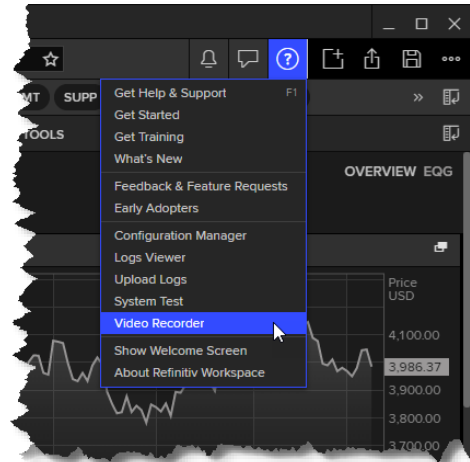 MT SUPP
TOOLS
Get Help & Support F1
Get Started
Get Training
What's New
Feedback & Feature Requests
Early Adopters
Configuration Manager
Logs Viewer
Upload Logs
System Test
Video Recorder
Show Welcome Screen
About Refinitiv Workspace
OVERVIEW EQG
Price
USD
4,100.00
3,986.37
3,900.00
3,800.00
3,700.00